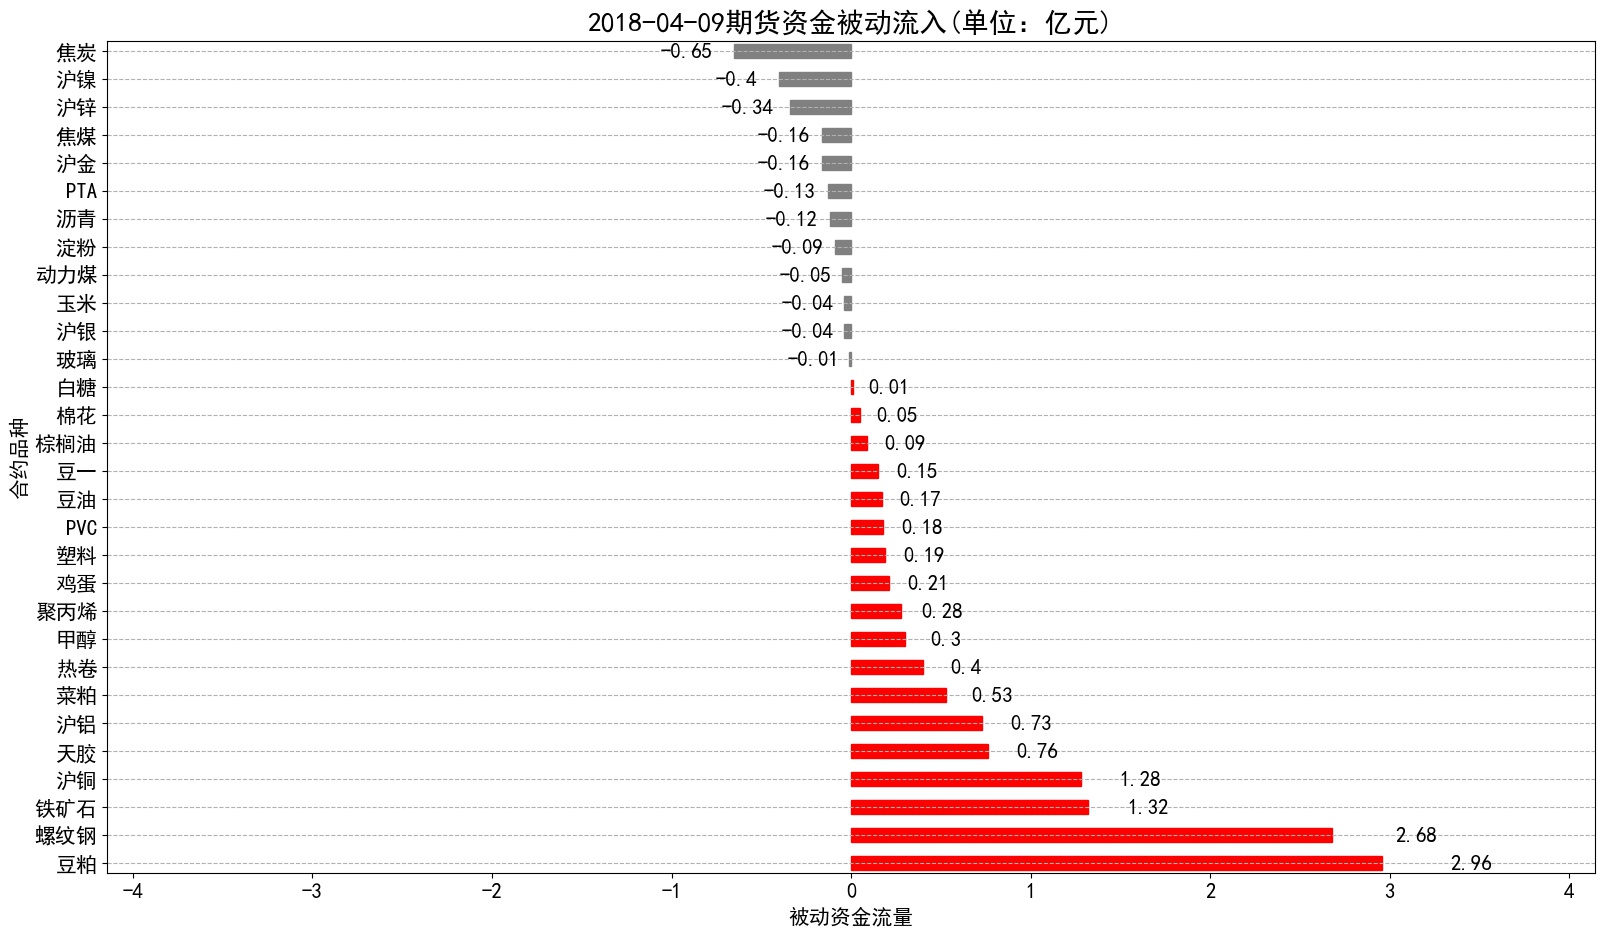 2018-04-09期货资金被动流入(单位：亿元)
焦炭 -0.65
沪镍 -0.4
沪锌 -0.34
焦煤 -0.16
沪金 -0.16
PTA -0.13
沥青 -0.12
淀粉 -0.09
动力煤 -0.05
玉米 -0.04
沪银 -0.04
玻璃 -0.01
白糖 0.01
棉花 0.05
棕榈油 0.09
豆一 0.15
豆油 0.17
PVC 0.18
塑料 0.19
鸡蛋 0.21
聚丙烯 0.28
甲醇 0.3
热卷 0.4
菜粕 0.53
沪铝 0.73
天胶 0.76
沪铜 1.28
铁矿石 1.32
螺纹钢 2.68
豆粕 2.96
合约品种
-4 -3 -2 -1 0 1 2 3 4
被动资金流量